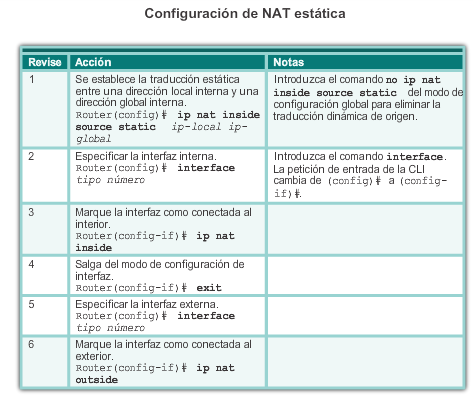 Configuración de NAT estática
Revise Acción Notas
1
Se establece la traducción estática
entre una dirección local interna y una
dirección global interna.
Router(config)# ip nat inside
source static ip-local ip-
global
Introduzca el comando no ip nat
inside source static del modo de
configuración global para eliminar la
traducción dinámica de origen.
2
Especificar la interfaz interna.
Router(config)# interface
tipo número
Introduzca el comando interface.
La petición de entrada de la CLI
cambia de (config)# a (config-
if)#.
3
Marque la interfaz como conectada al
interior.
Router(config-if)# ip nat
inside
4
Salga del modo de configuración de
interfaz.
Router(config-if)# exit
5
Especificar la interfaz externa.
Router(config)# interface
tipo número
6
Marque la interfaz como conectada al
exterior.
Router(config-if)# ip nat
outside